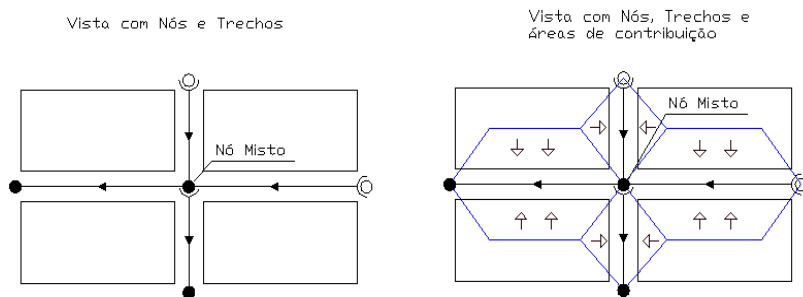 Vista com Nós e Trechos
Vista com Nós, Trechos e
áreas de contribuição
Nó Misto
Nó Misto